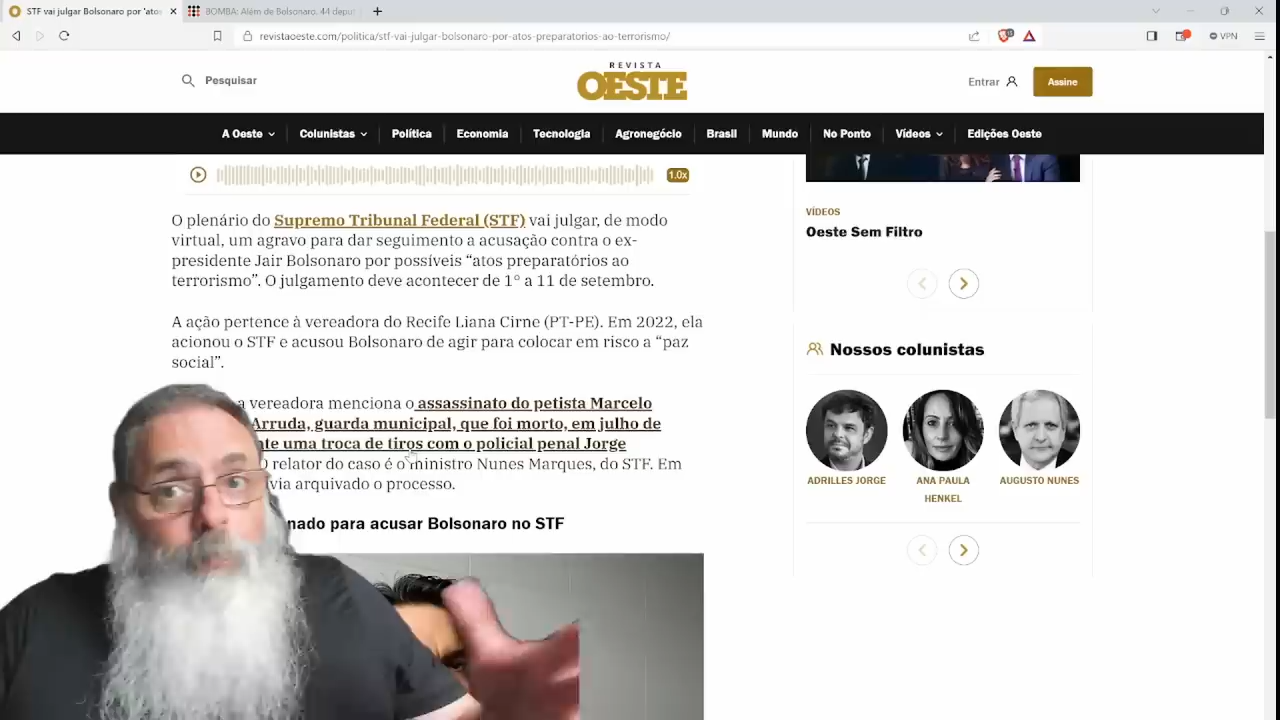 STF vai julgar Bolsonaro por 'atos
BOMBA: Além de Bolsonaro, 44 deput
revistaoeste.com/politica/stf-vai-julgar-bolsonaro-por-atos-preparatorios-ao-terrorismo/
VPN
Pesquisar
REVISTA
OESTE
Entrar
Assine
A Oeste
Colunistas
Política
Economia
Tecnologia
Agronegócio
Brasil
Mundo
No Ponto
Vídeos
Edições Oeste
1.0x
O plenário do Supremo Tribunal Federal (STF) vai julgar, de modo
virtual, um agravo para dar seguimento a acusação contra o ex-
presidente Jair Bolsonaro por possíveis “atos preparatórios ao
terrorismo”. O julgamento deve acontecer de 1° a 11 de setembro.
A ação pertence à vereadora do Recife Liana Cirne (PT-PE). Em 2022, ela
acionou o STF e acusou Bolsonaro de agir para colocar em risco a “paz
social”.
a vereadora menciona o assassinato do petista Marcelo
Arruda, guarda municipal, que foi morto, em julho de
uma troca de tiros com o policial penal Jorge
relator do caso é o ministro Nunes Marques, do STF. Em
arquivado o processo.
para acusar Bolsonaro no STF
VÍDEOS
Oeste Sem Filtro
Nossos colunistas
ADRILLES JORGE
ANA PAULA
HENKEL
AUGUSTO NUNES